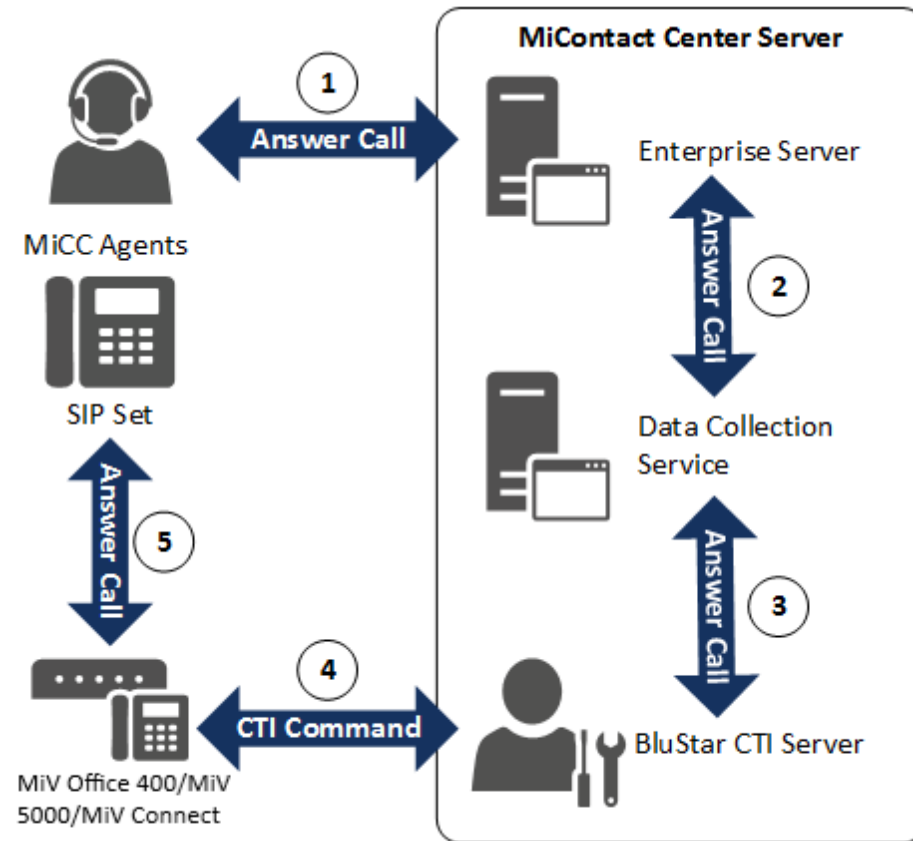 MiContact Center Server
1
Answer Call
Enterprise Server
MiCC Agents
Answer Call
2
SIP Set
Data Collection
Service
Answer Call
5
Answer Call
3
4
CTI Command
BluStar CTI Server
MiV Office 400/MiV
5000/MiV Connect